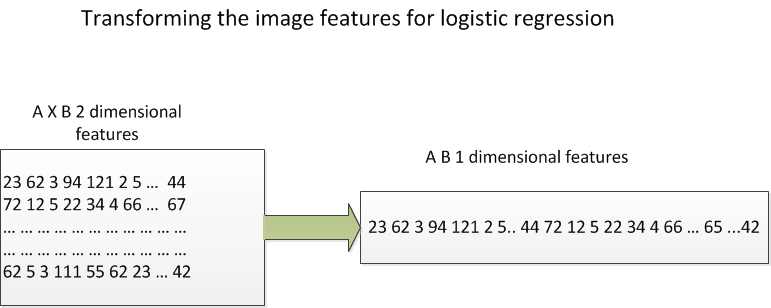 Transforming the image features for logistic regression
A X B 2 dimensional
features
23 62 3 94 121 2 5 ... 44
72 12 5 22 34 4 66 ... 67
... ... ... ... ... ... ... ... ... ... ...
... ... ... ... ... ... ... ... ... ... ...
62 5 3 111 55 62 23 ... 42
A B 1 dimensional features
23 62 3 94 121 2 5.. 44 72 12 5 22 34 4 66 ... 65 ...42